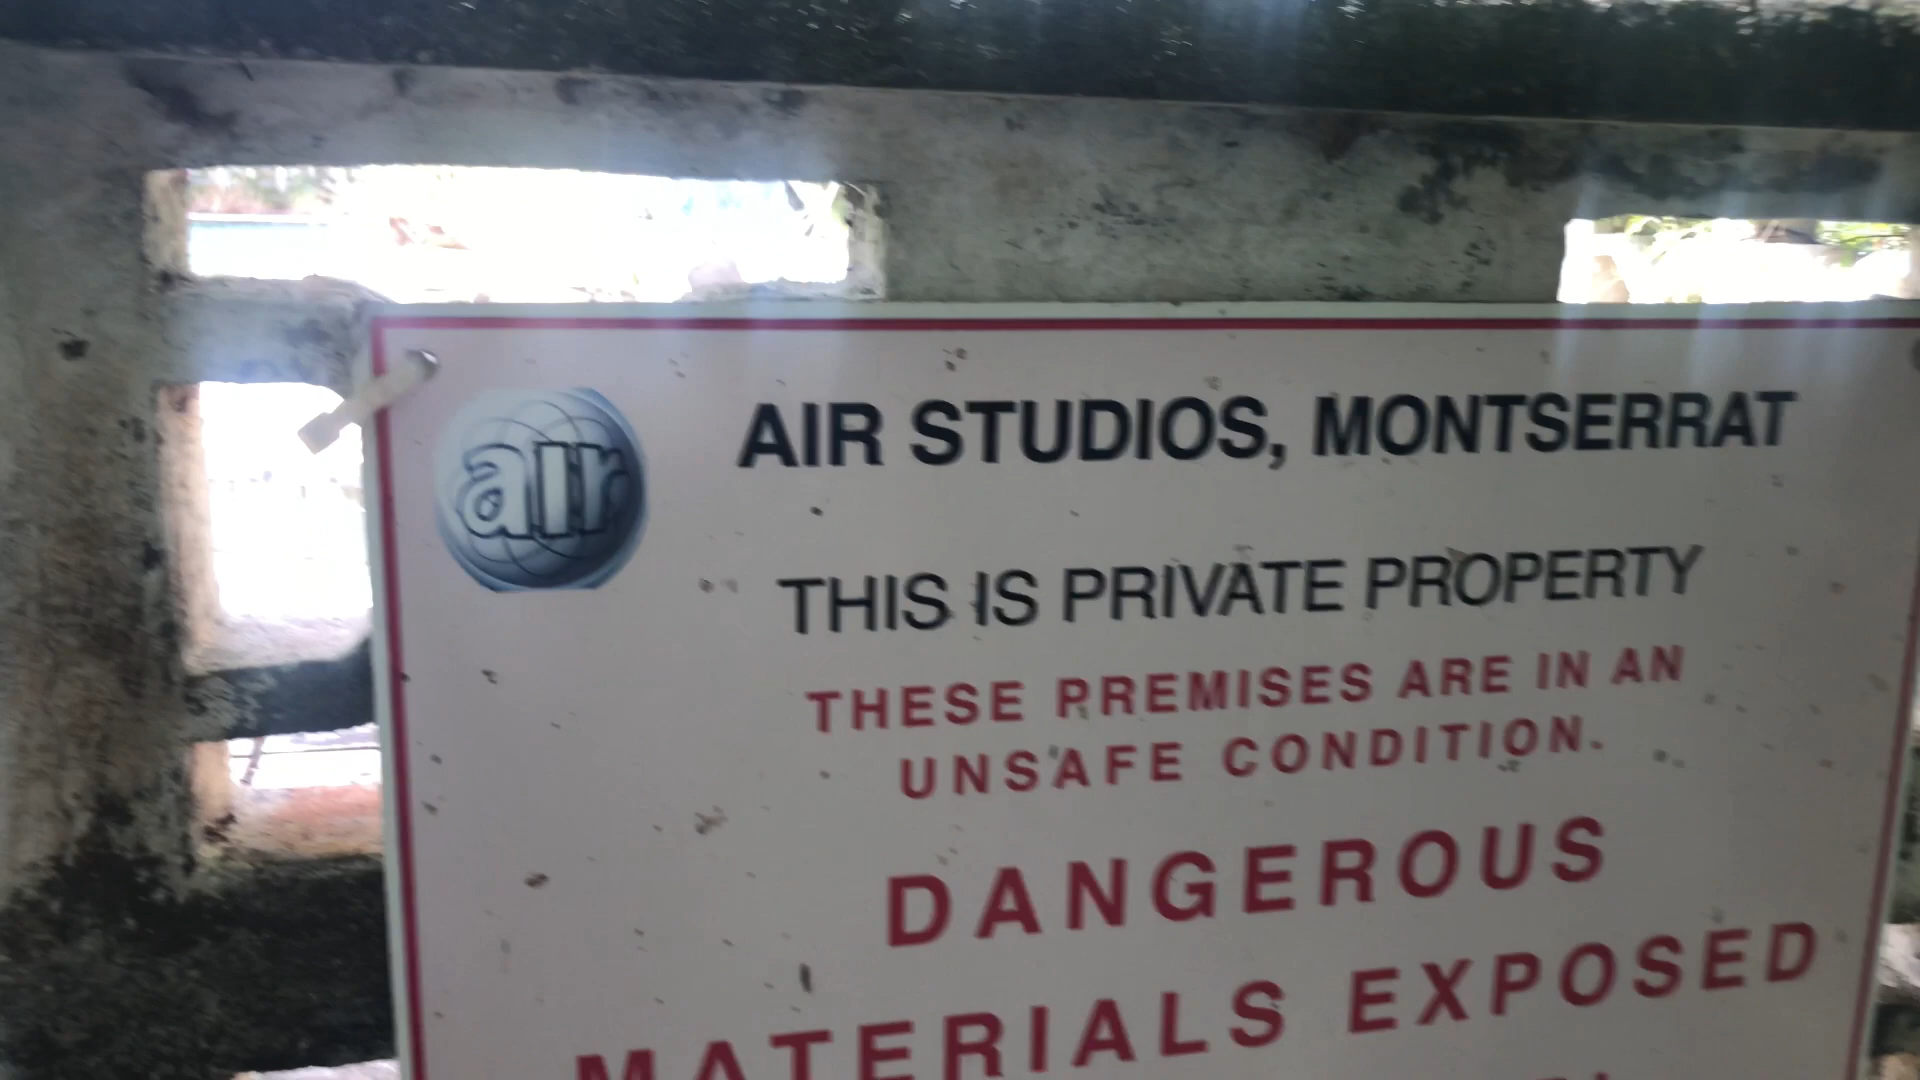 air
AIR STUDIOS, MONTSERRAT
THIS IS PRIVATE PROPERTY
THESE PREMISES ARE IN AN
UNSAFE CONDITION.
DANGEROUS
MATERIALS EXPOSED